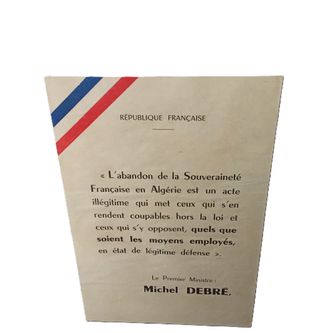 RÉPUBLIQUE FRANÇAISE
« L'abandon de la Souveraineté
Française en Algérie est un acte
illégitime qui met ceux qui s'en
rendent coupables hors la loi et
ceux qui s'y opposent, quels que
soient les moyens employés,
en état de légitime défense ».
Le Premier Ministre :
Michel DEBRÉ.